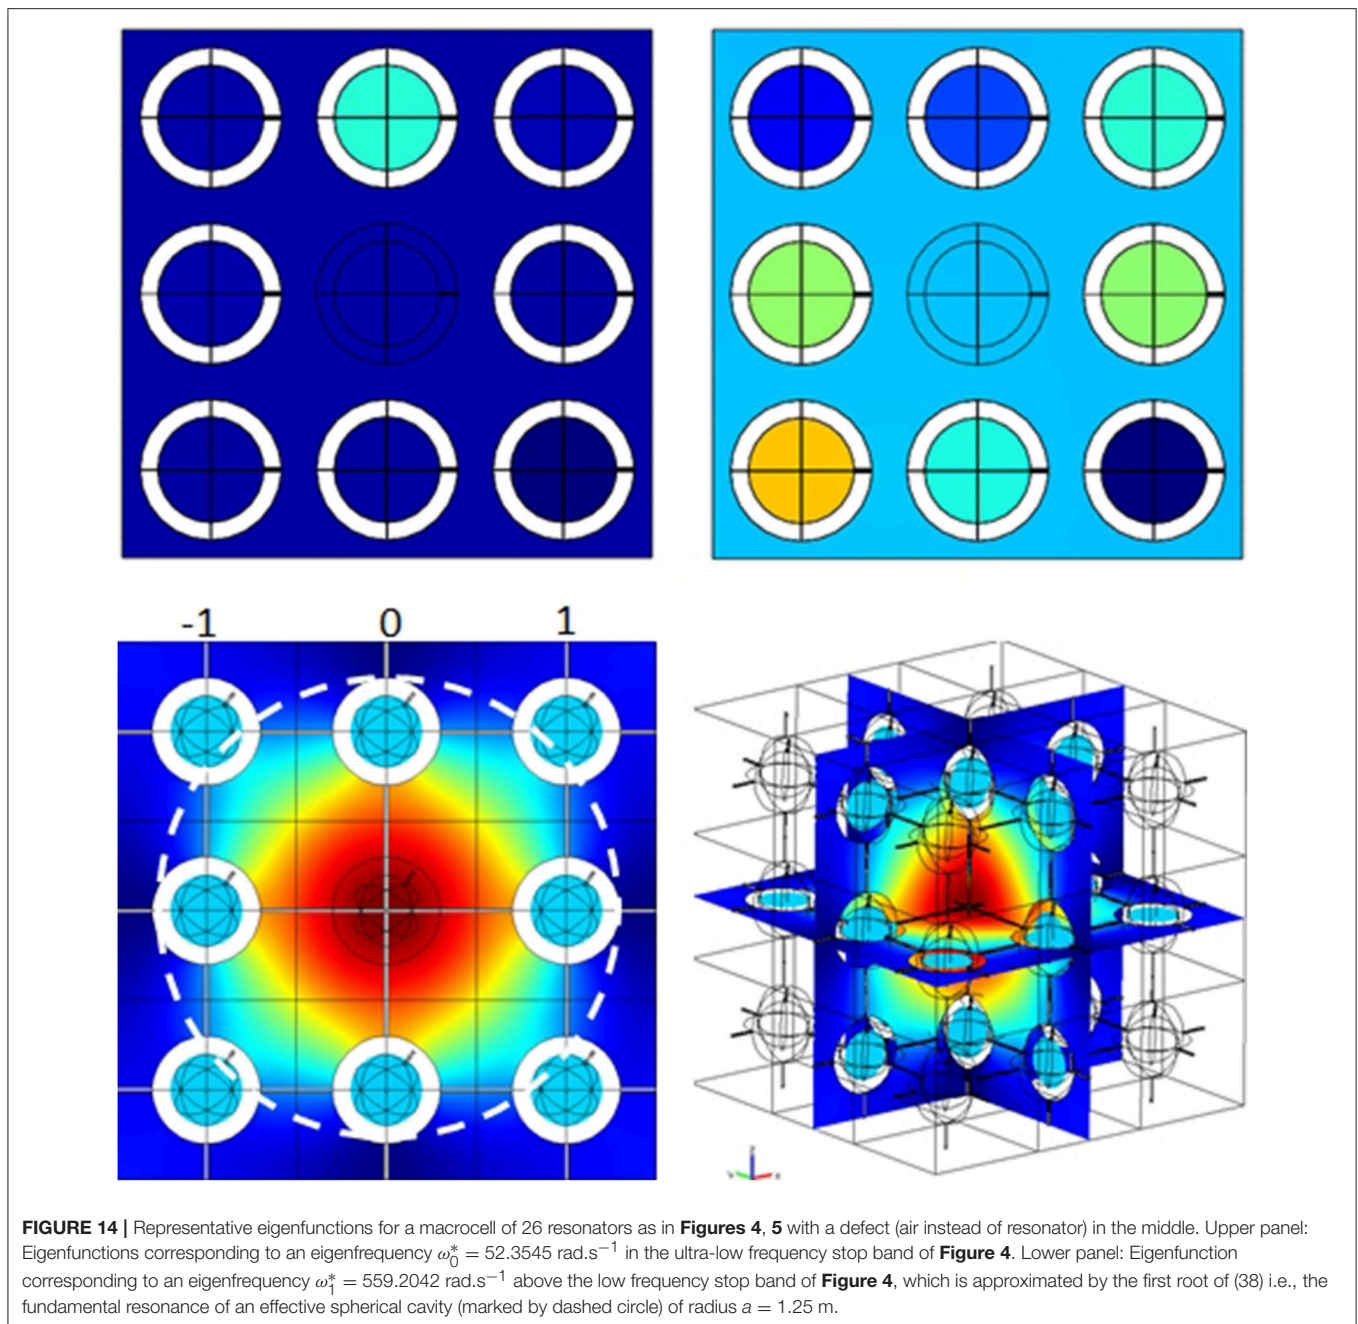 -1 0 1
FIGURE 14 | Representative eigenfunctions for a macrocell of 26 resonators as in Figures 4, 5 with a defect (air instead of resonator) in the middle. Upper panel:
Eigenfunctions corresponding to an eigenfrequency ω₀* = 52.3545 rad.s⁻¹ in the ultra-low frequency stop band of Figure 4. Lower panel: Eigenfunction
corresponding to an eigenfrequency ω₁* = 559.2042 rad.s⁻¹ above the low frequency stop band of Figure 4, which is approximated by the first root of (38) i.e., the
fundamental resonance of an effective spherical cavity (marked by dashed circle) of radius a = 1.25 m.